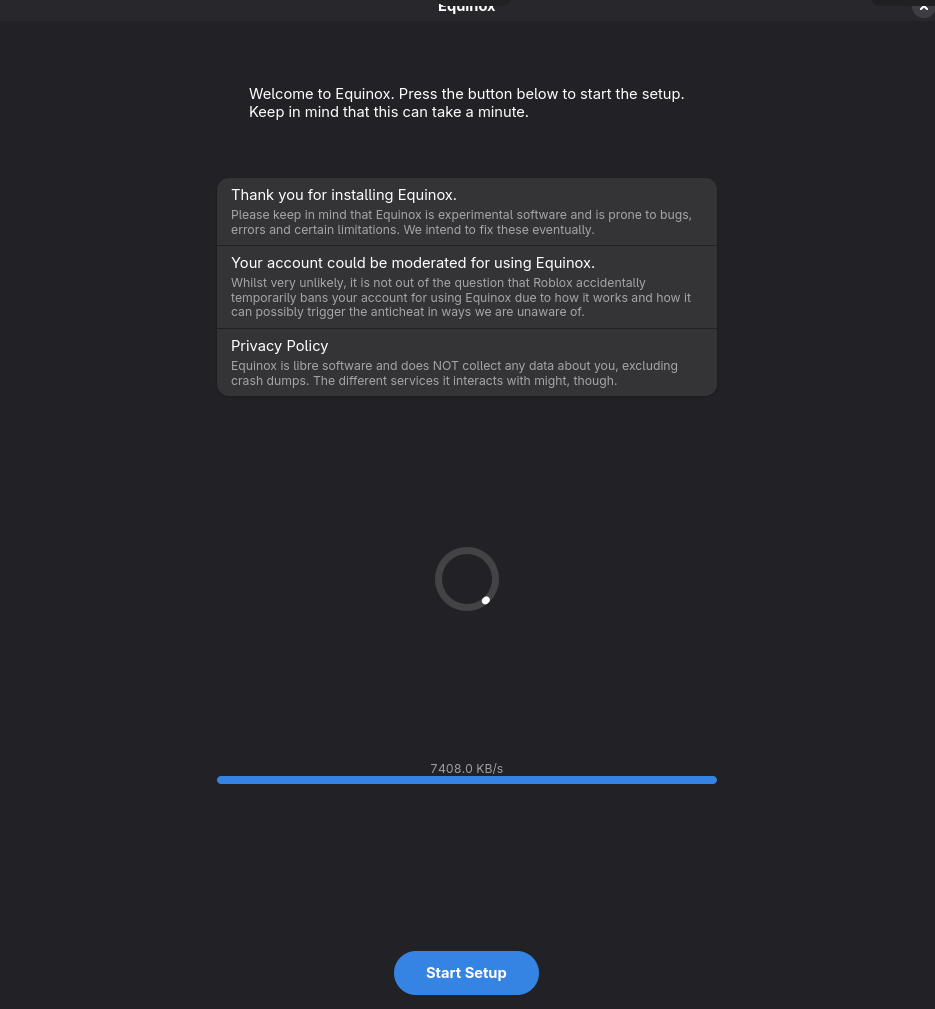 Equinox
Welcome to Equinox. Press the button below to start the setup.
Keep in mind that this can take a minute.
Thank you for installing Equinox.
Please keep in mind that Equinox is experimental software and is prone to bugs,
errors and certain limitations. We intend to fix these eventually.
Your account could be moderated for using Equinox.
Whilst very unlikely, it is not out of the question that Roblox accidentally
temporarily bans your account for using Equinox due to how it works and how it
can possibly trigger the anticheat in ways we are unaware of.
Privacy Policy
Equinox is libre software and does NOT collect any data about you, excluding
crash dumps. The different services it interacts with might, though.
7408.0 KB/s
Start Setup